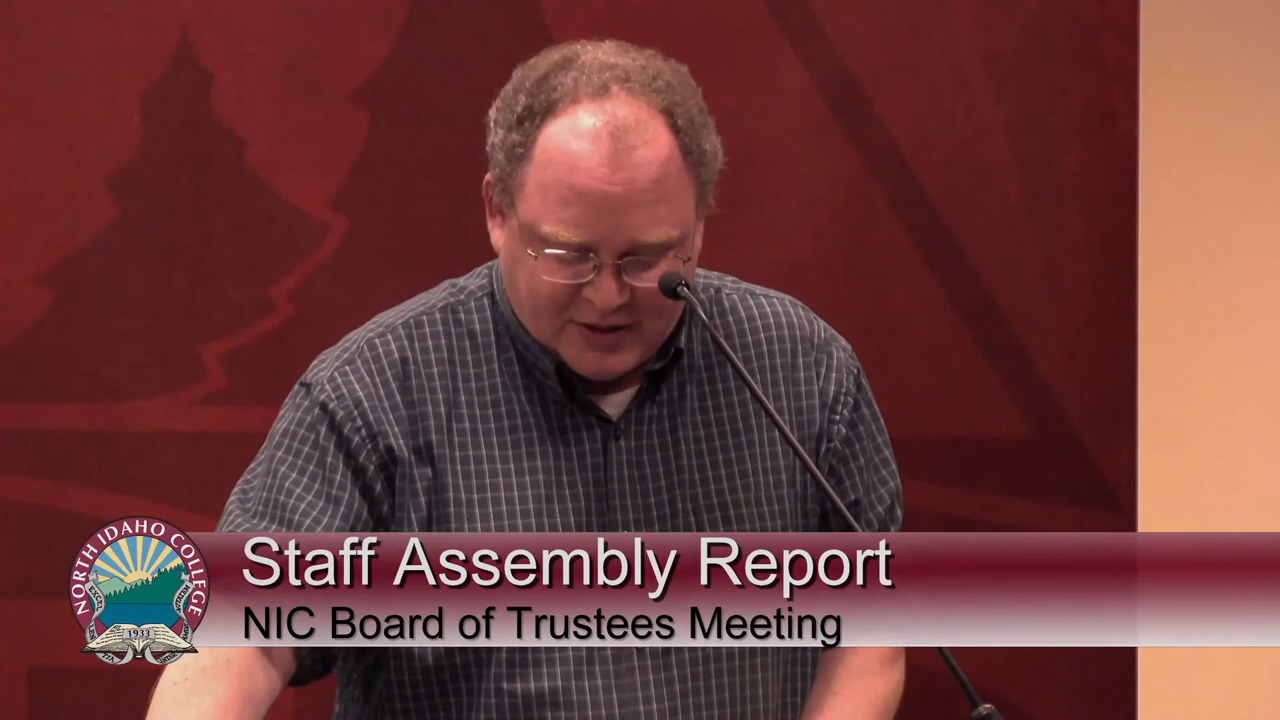 Staff Assembly Report
NIC Board of Trustees Meeting
NORTH IDAHO COLLEGE
1933